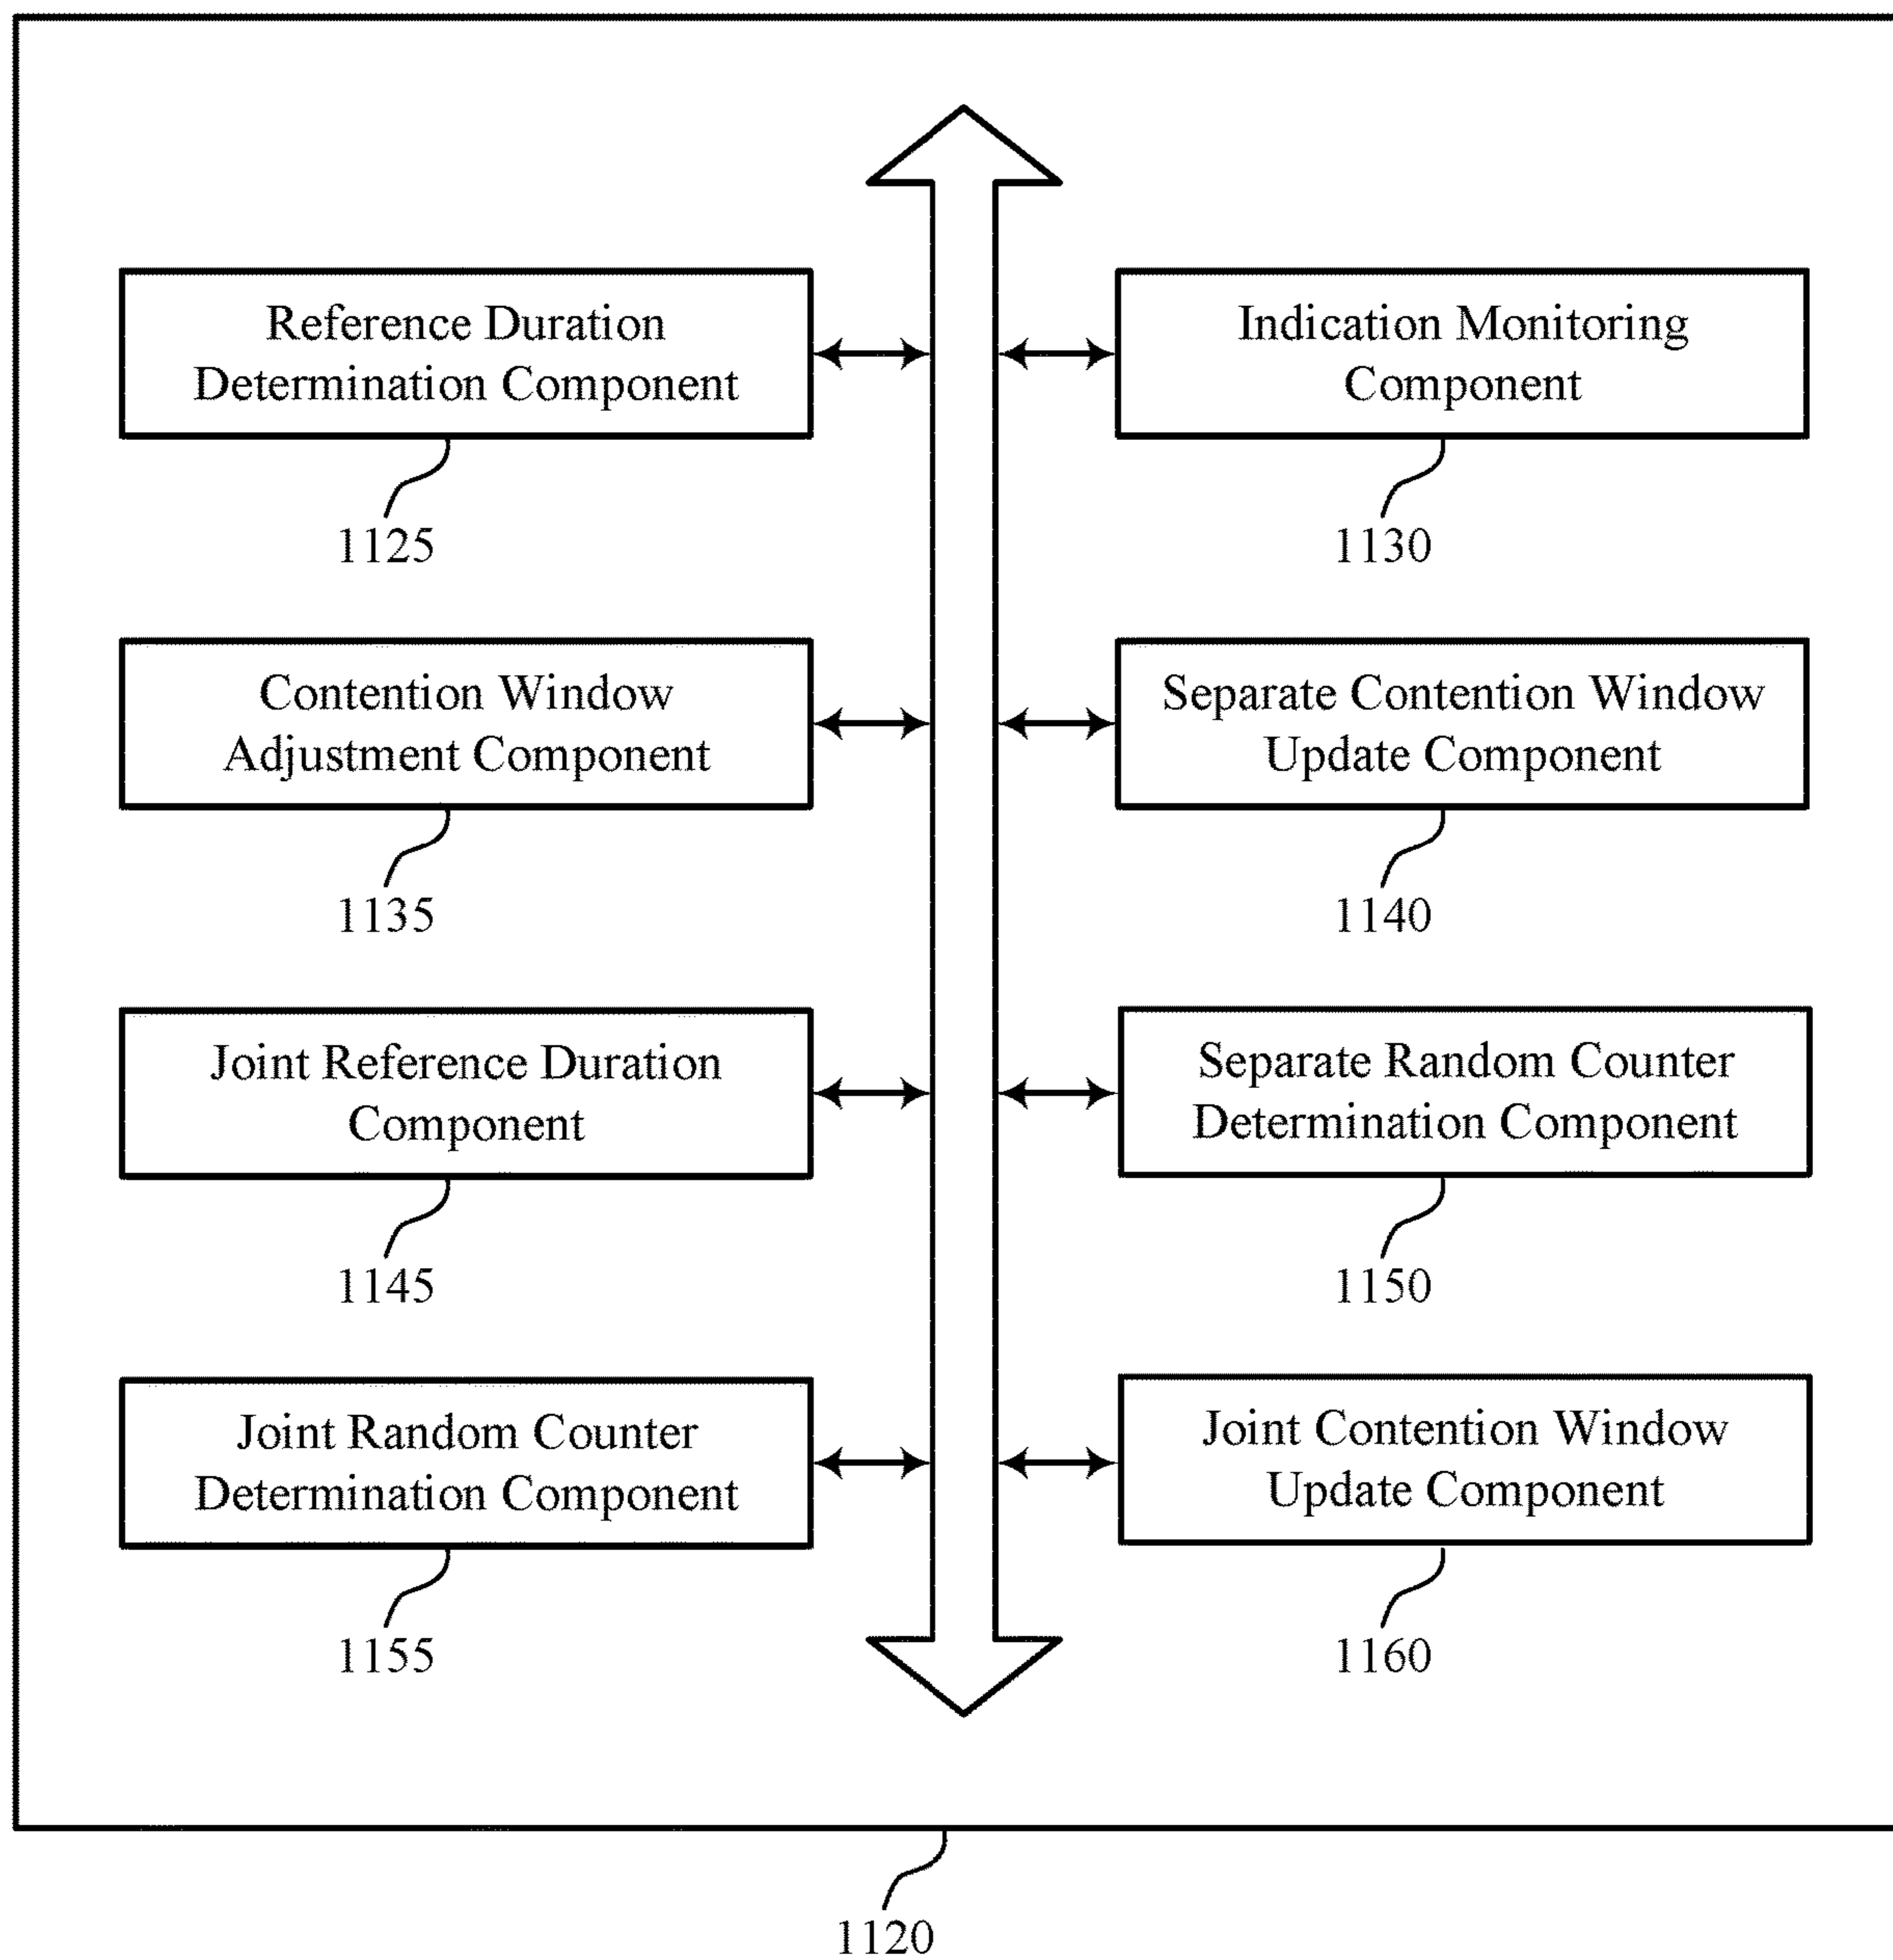 Reference Duration
Determination Component
1125
Indication Monitoring
Component
1130
Contention Window
Adjustment Component
1135
Separate Contention Window
Update Component
1140
Joint Reference Duration
Component
1145
Separate Random Counter
Determination Component
1150
Joint Random Counter
Determination Component
1155
Joint Contention Window
Update Component
1160
1120